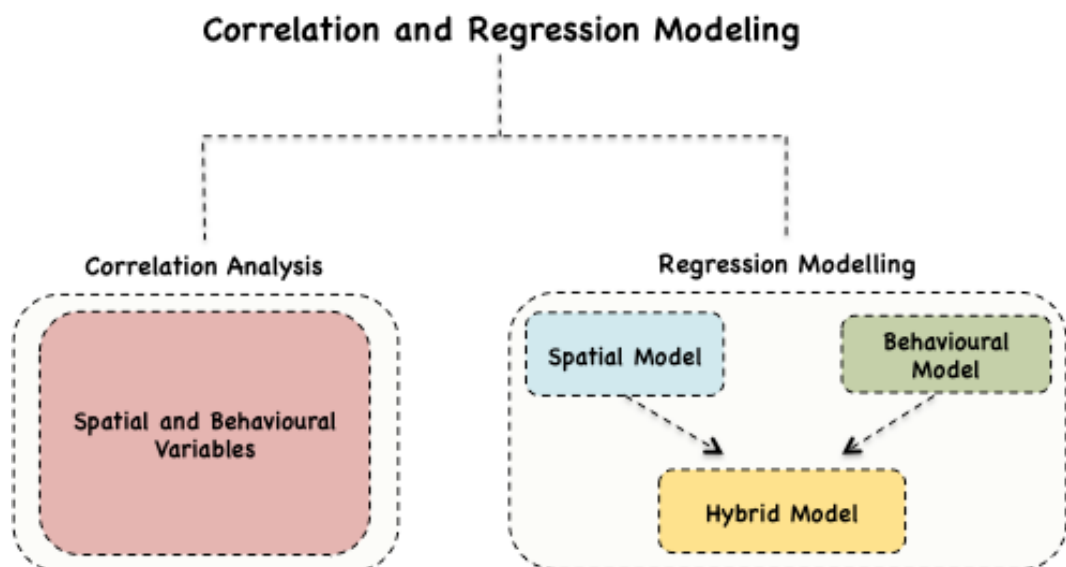 Correlation and Regression Modeling
Correlation Analysis
Spatial and Behavioural
Variables
Regression Modelling
Spatial Model
Behavioural
Model
Hybrid Model